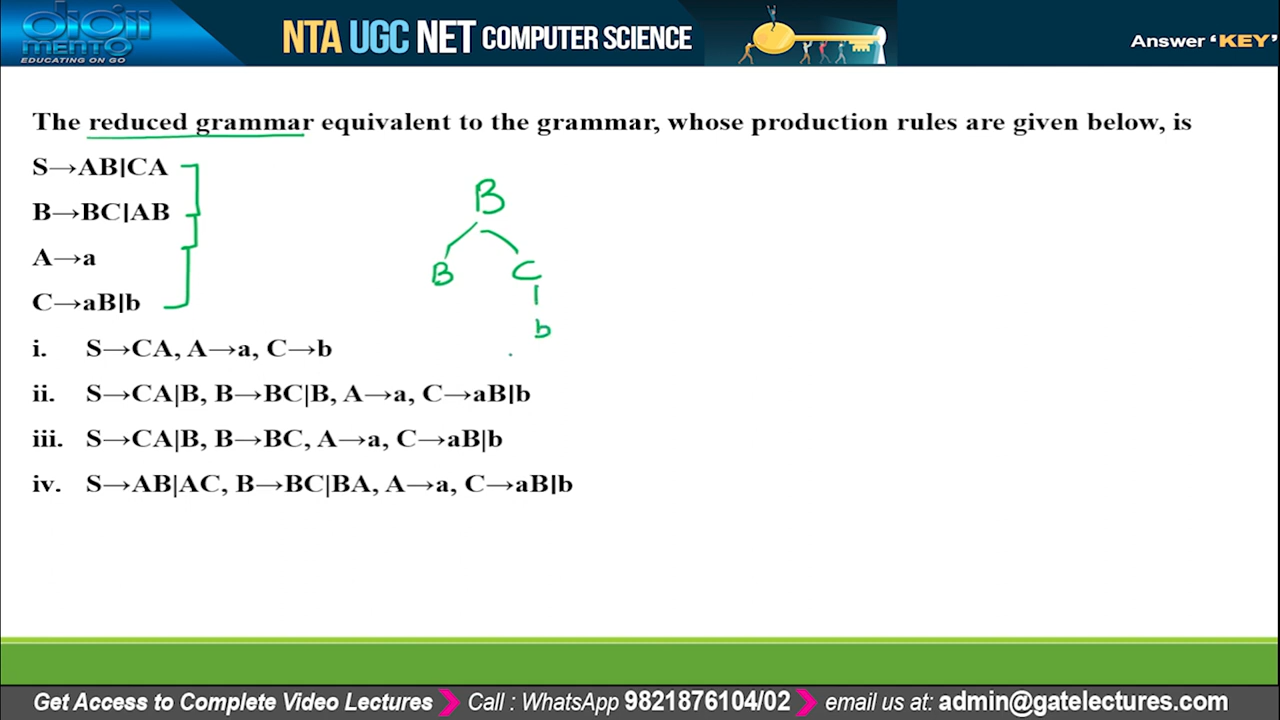 didii
MENTO
EDUCATING ON GO
NTA UGC NET COMPUTER SCIENCE
Answer ‘KEY’
The reduced grammar equivalent to the grammar, whose production rules are given below, is
S→AB|CA
B→BC|AB
A→a
C→aB|b
B
B C
b
i. S→CA, A→a, C→b
ii. S→CA|B, B→BC|B, A→a, C→aB|b
iii. S→CA|B, B→BC, A→a, C→aB|b
iv. S→AB|AC, B→BC|BA, A→a, C→aB|b
Get Access to Complete Video Lectures Call : WhatsApp 9821876104/02 email us at: admin@gatelectures.com